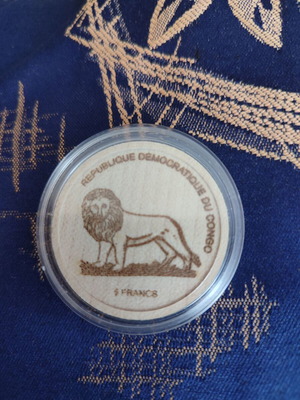 REPUBLIQUE DEMOCRATIQUE DU CONGO
5 FRANCS